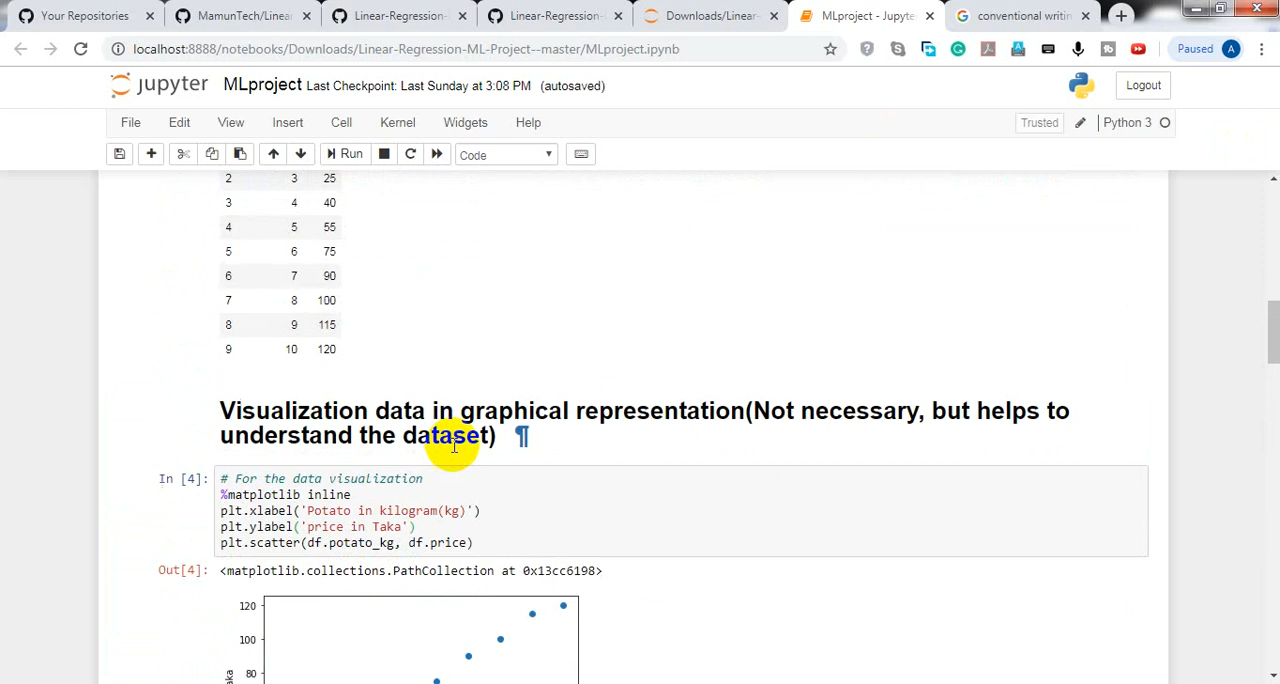 Your Repositories
MamunTech/Linear
Linear-Regression-
Linear-Regression-
Downloads/Linear-
MLproject - Jupyte
conventional writin
localhost:8888/notebooks/Downloads/Linear-Regression-ML-Project--master/MLproject.ipynb
Paused A
jupyter MLproject Last Checkpoint: Last Sunday at 3:08 PM (autosaved)
Logout
File Edit View Insert Cell Kernel Widgets Help
Trusted Python 3
Run Code
2 3 25
3 4 40
4 5 55
5 6 75
6 7 90
7 8 100
8 9 115
9 10 120
Visualization data in graphical representation(Not necessary, but helps to
understand the dataset) ¶
In [4]: # For the data visualization
%matplotlib inline
plt.xlabel('Potato in kilogram(kg)')
plt.ylabel('price in Taka')
plt.scatter(df.potato_kg, df.price)
Out[4]: <matplotlib.collections.PathCollection at 0x13cc6198>
120
100
80